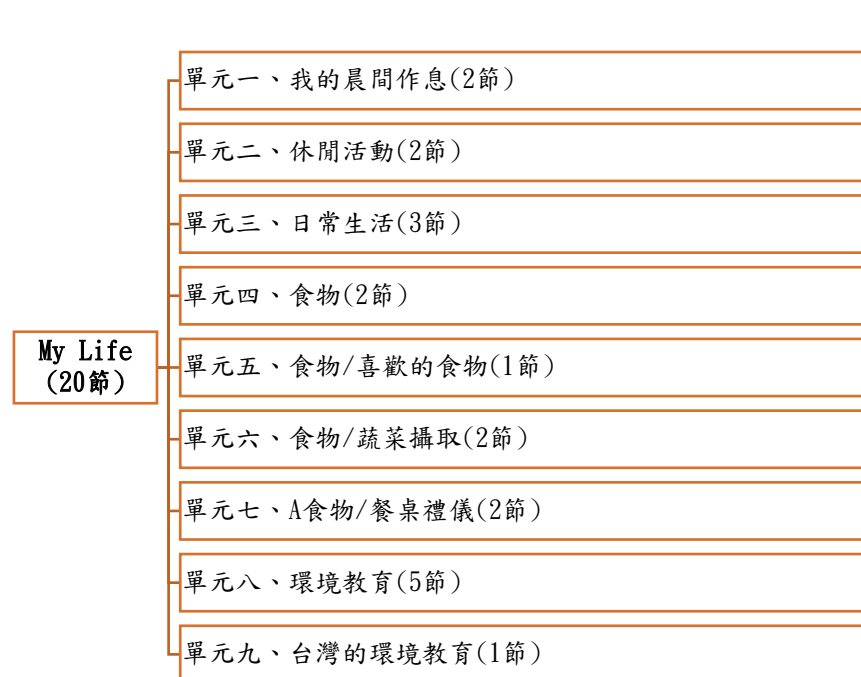 單元一、我的晨間作息(2節)
單元二、休閒活動(2節)
單元三、日常生活(3節)
單元四、食物(2節)
My Life
(20節)
單元五、食物/喜歡的食物(1節)
單元六、食物/蔬菜攝取(2節)
單元七、A食物/餐桌禮儀(2節)
單元八、環境教育(5節)
單元九、台灣的環境教育(1節)